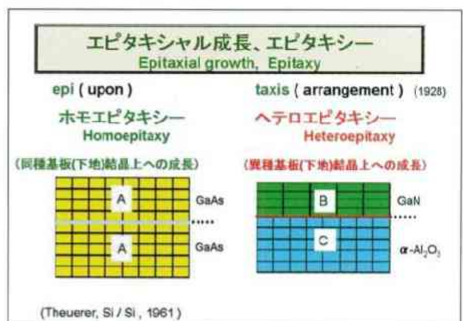 エピタキシャル成長、エピタキシー
Epitaxial growth, Epitaxy
epi ( upon ) taxis ( arrangement ) (1928)
ホモエピタキシー ヘテロエピタキシー
Homoepitaxy Heteroepitaxy
(同種基板(下地)結晶上への成長) (異種基板(下地)結晶上への成長)
A GaAs B GaN
A GaAs C α-Al₂O₃
(Theuerer, Si / Si , 1961 )